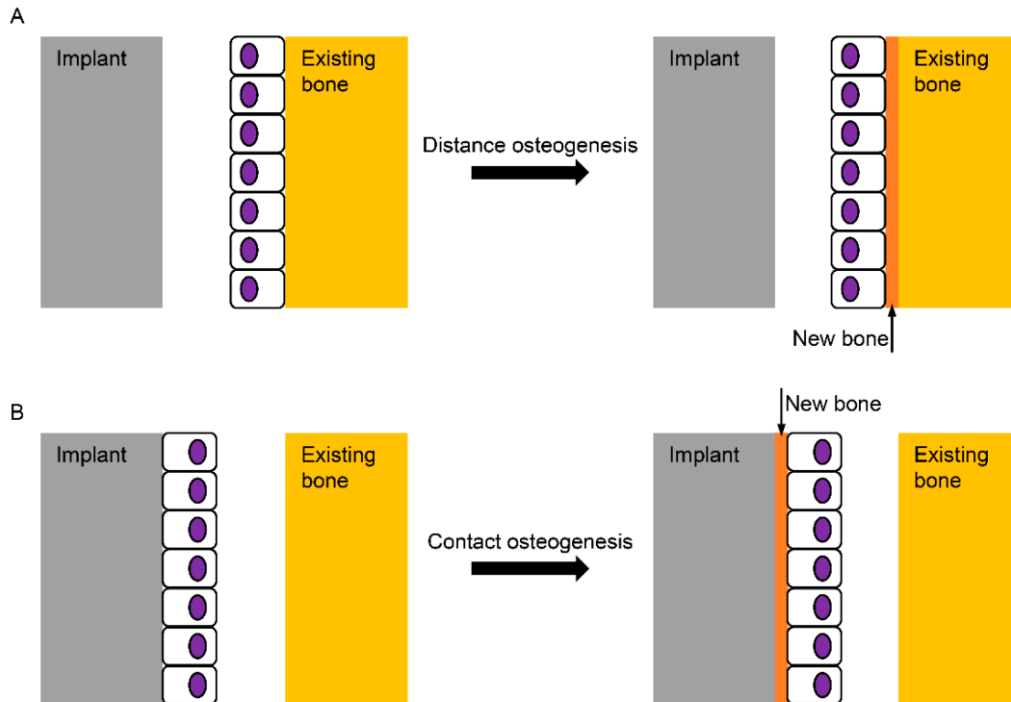 A
Implant
Existing
bone
Distance osteogenesis
Implant
Existing
bone
New bone
B
Implant
Existing
bone
Contact osteogenesis
New bone
Implant
Existing
bone